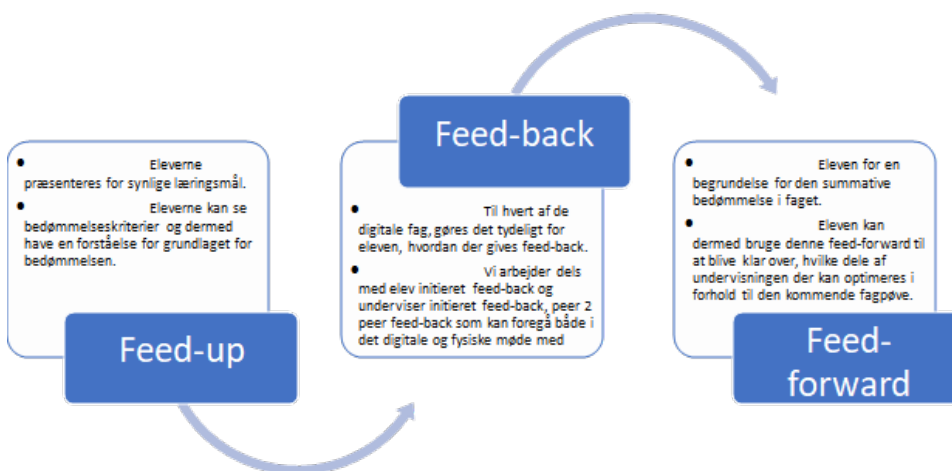 • Eleverne
præsenteres for synlige læringsmål.
• Eleverne kan se
bedømmelseskriterier og dermed
have en forståelse for grundlaget for
bedømmelsen.
Feed-up
Feed-back
• Til hvert af de
digitale fag, gøres det tydeligt for
eleven, hvordan der gives feed-back.
• Vi arbejder dels
med elev initieret feed-back og
underviser initieret feed-back, peer 2
peer feed-back som kan foregå både i
det digitale og fysiske møde med
• Eleven for en
begrundelse for den summative
bedømmelse i faget.
• Eleven kan
dermed bruge denne feed-forward til
at blive klar over, hvilke dele af
undervisningen der kan optimeres i
forhold til den kommende fagpøve.
Feed-
forward